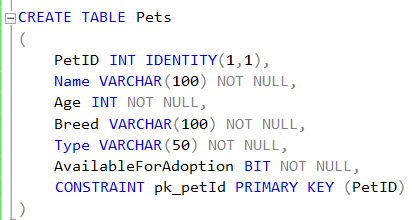 CREATE TABLE Pets
(
PetID INT IDENTITY(1,1),
Name VARCHAR(100) NOT NULL,
Age INT NOT NULL,
Breed VARCHAR(100) NOT NULL,
Type VARCHAR(50) NOT NULL,
AvailableForAdoption BIT NOT NULL,
CONSTRAINT pk_petId PRIMARY KEY (PetID)
)